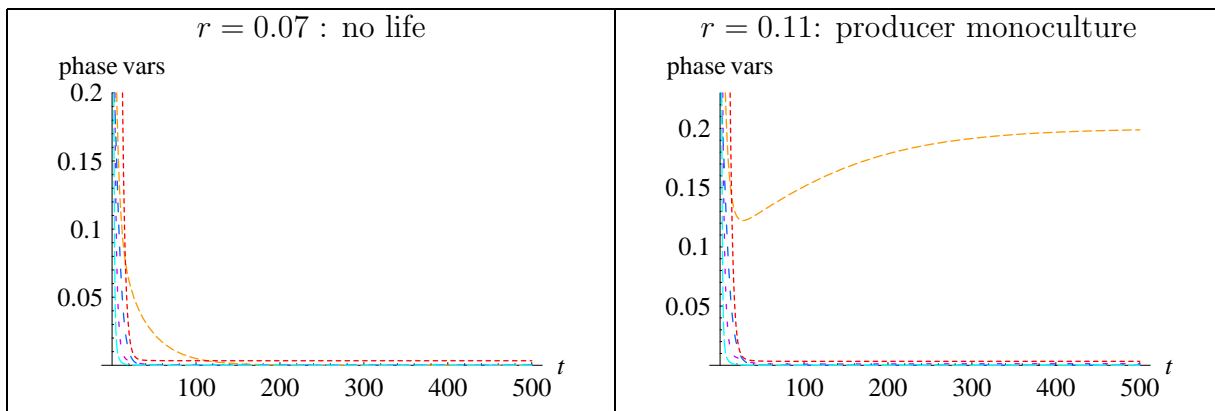 r = 0.07 : no life
phase vars
0.2
0.15
0.1
0.05
100 200 300 400 500 t
r = 0.11: producer monoculture
phase vars
0.2
0.15
0.1
0.05
100 200 300 400 500 t